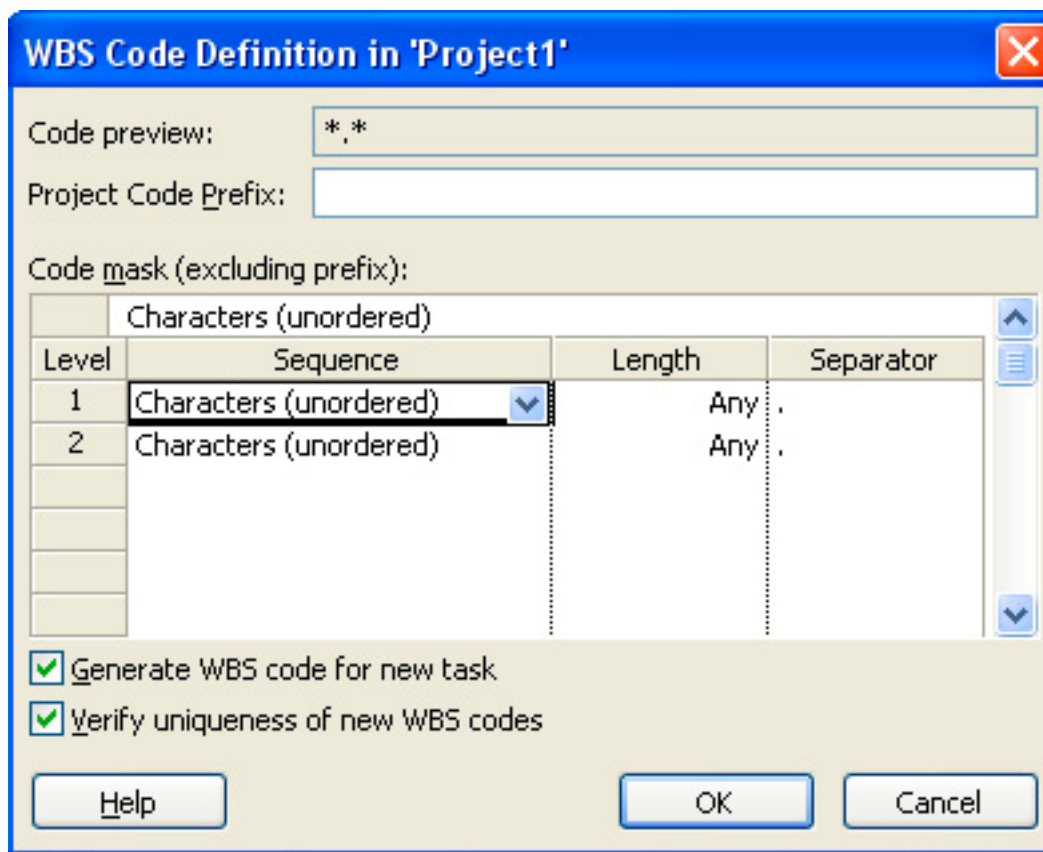 WBS Code Definition in 'Project1'
Code preview: *.*
Project Code Prefix:
Code mask (excluding prefix):
Characters (unordered)
Level Sequence Length Separator
1 Characters (unordered) Any .
2 Characters (unordered) Any .
Generate WBS code for new task
Verify uniqueness of new WBS codes
Help OK Cancel